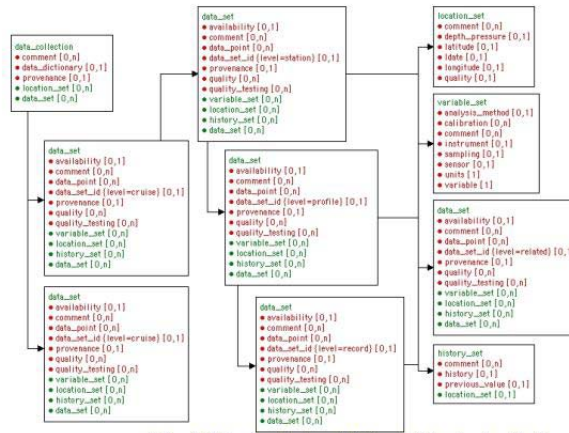 data_collection
comment [0,n]
data_dictionary [0,1]
provenance [0,1]
location_set [0,n]
data_set [0,n]
data_set
availability [0,1]
comment [0,n]
data_point [0,n]
data_set_id {level=cruise} [0,1]
provenance [0,1]
quality [0,n]
quality_testing [0,n]
variable_set [0,n]
location_set [0,n]
history_set [0,n]
data_set [0,n]
data_set
availability [0,1]
comment [0,n]
data_point [0,n]
data_set_id {level=cruise} [0,1]
provenance [0,1]
quality [0,n]
quality_testing [0,n]
variable_set [0,n]
location_set [0,n]
history_set [0,n]
data_set [0,n]
data_set
availability [0,1]
comment [0,n]
data_point [0,n]
data_set_id {level=station} [0,1]
provenance [0,1]
quality [0,n]
quality_testing [0,n]
variable_set [0,n]
location_set [0,n]
history_set [0,n]
data_set [0,n]
data_set
availability [0,1]
comment [0,n]
data_point [0,n]
data_set_id {level=profile} [0,1]
provenance [0,1]
quality [0,n]
quality_testing [0,n]
variable_set [0,n]
location_set [0,n]
history_set [0,n]
data_set [0,n]
data_set
availability [0,1]
comment [0,n]
data_point [0,n]
data_set_id {level=record} [0,1]
provenance [0,1]
quality [0,n]
quality_testing [0,n]
variable_set [0,n]
location_set [0,n]
history_set [0,n]
data_set [0,n]
location_set
comment [0,n]
depth_pressure [0,1]
latitude [0,1]
ldate [0,1]
longitude [0,1]
quality [0,1]
variable_set
analysis_method [0,1]
calibration [0,n]
comment [0,n]
instrument [0,1]
sampling [0,1]
sensor [0,1]
units [1]
variable [1]
data_set
availability [0,1]
comment [0,n]
data_point [0,n]
data_set_id {level=related} [0,1]
provenance [0,1]
quality [0,n]
quality_testing [0,n]
variable_set [0,n]
location_set [0,n]
history_set [0,n]
data_set [0,n]
history_set
comment [0,n]
history [0,1]
previous_value [0,1]
location_set [0,1]